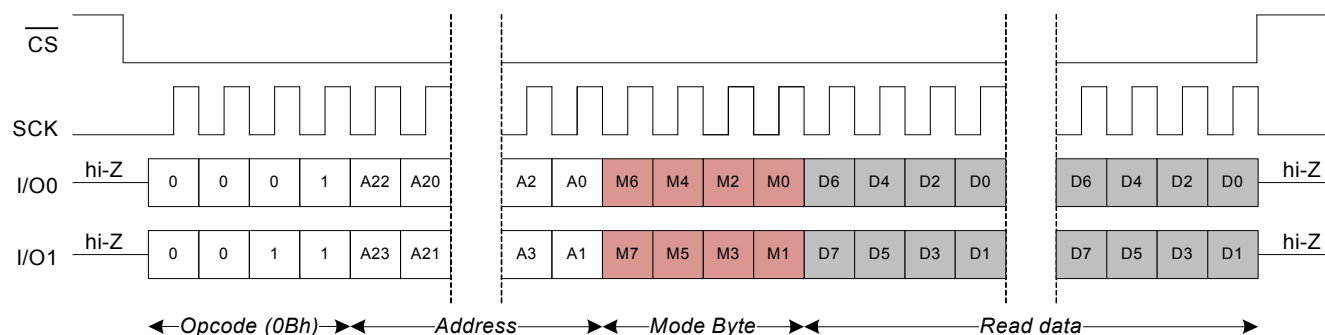 CS
SCK
hi-Z hi-Z
I/O0 0 0 0 1 A22 A20 A2 A0 M6 M4 M2 M0 D6 D4 D2 D0 D6 D4 D2 D0
hi-Z hi-Z
I/O1 0 0 1 1 A23 A21 A3 A1 M7 M5 M3 M1 D7 D5 D3 D1 D7 D5 D3 D1
Opcode (0Bh) Address Mode Byte Read data